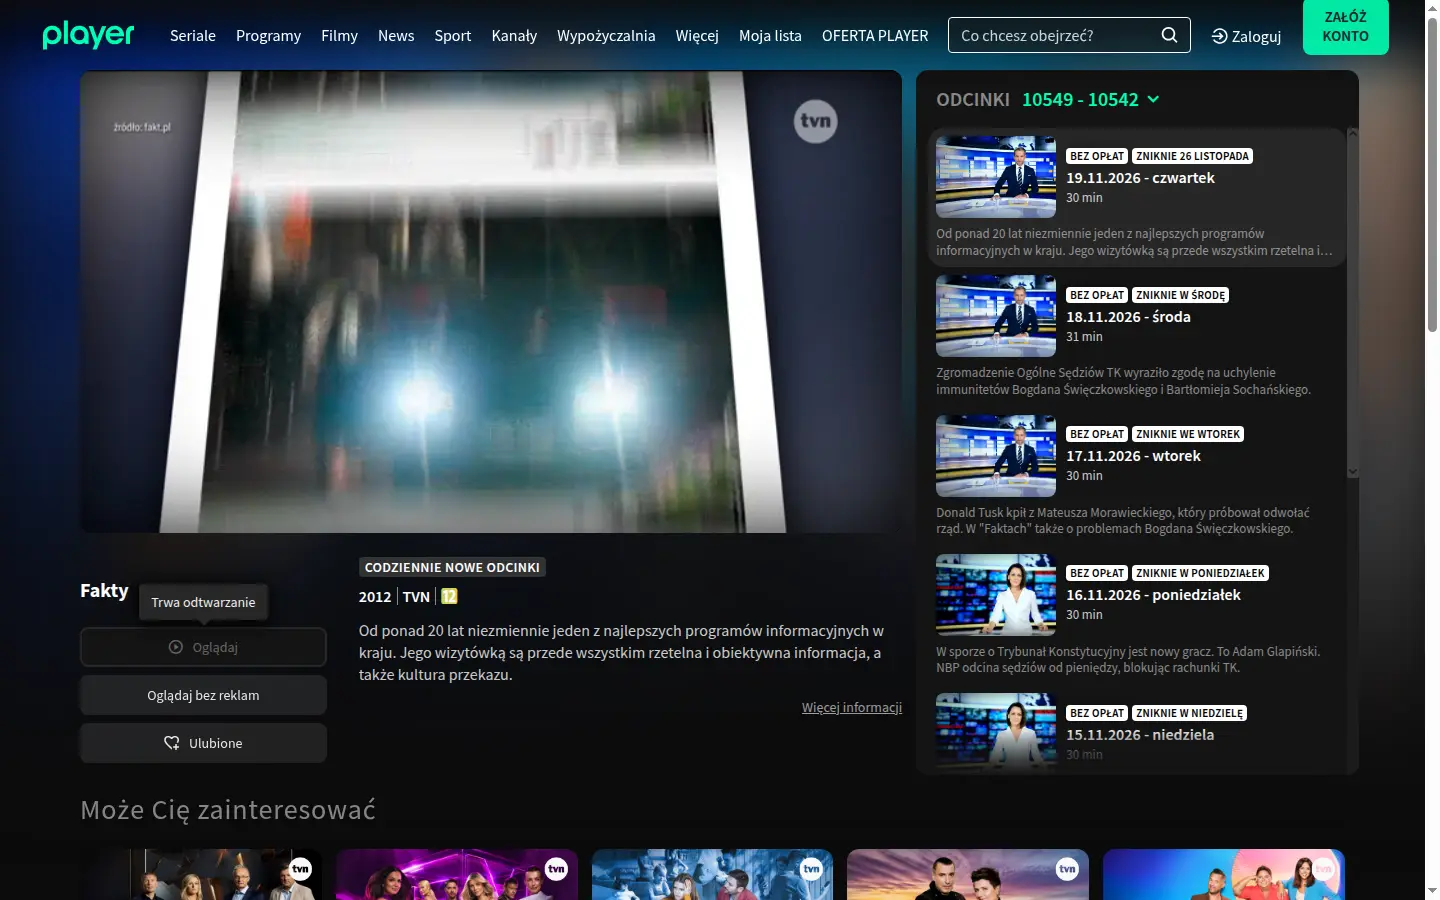 player
Seriale
Programy
Filmy
News
Sport
Kanały
Wypożyczalnia
Więcej
Moja lista
OFERTA PLAYER
Co chcesz obejrzeć?
Zaloguj
ZAŁÓŻ
KONTO
źródło: fakt.pl
tvn
Fakty
Trwa odtwarzanie
Oglądaj
Oglądaj bez reklam
Ulubione
CODZIENNIE NOWE ODCINKI
2012 | TVN | 12
Od ponad 20 lat niezmiennie jeden z najlepszych programów informacyjnych w
kraju. Jego wizytówką są przede wszystkim rzetelna i obiektywna informacja, a
także kultura przekazu.
Więcej informacji
ODCINKI 10549 - 10542
BEZ OPŁAT ZNIKNIE 26 LISTOPADA
19.11.2026 - czwartek
30 min
Od ponad 20 lat niezmiennie jeden z najlepszych programów
informacyjnych w kraju. Jego wizytówką są przede wszystkim rzetelna i…
BEZ OPŁAT ZNIKNIE W ŚRODĘ
18.11.2026 - środa
31 min
Zgromadzenie Ogólne Sędziów TK wyraziło zgodę na uchylenie
immunitetów Bogdana Święczkowskiego i Bartłomieja Sochańskiego.
BEZ OPŁAT ZNIKNIE WE WTOREK
17.11.2026 - wtorek
30 min
Donald Tusk kpił z Mateusza Morawieckiego, który próbował odwołać
rząd. W "Faktach" także o problemach Bogdana Święczkowskiego.
BEZ OPŁAT ZNIKNIE W PONIEDZIAŁEK
16.11.2026 - poniedziałek
30 min
W sporze o Trybunał Konstytucyjny jest nowy gracz. To Adam Glapiński.
NBP odcina sędziów od pieniędzy, blokując rachunki TK.
BEZ OPŁAT ZNIKNIE W NIEDZIELĘ
15.11.2026 - niedziela
30 min
Może Cię zainteresować
tvn
tvn
tvn
tvn
tvn